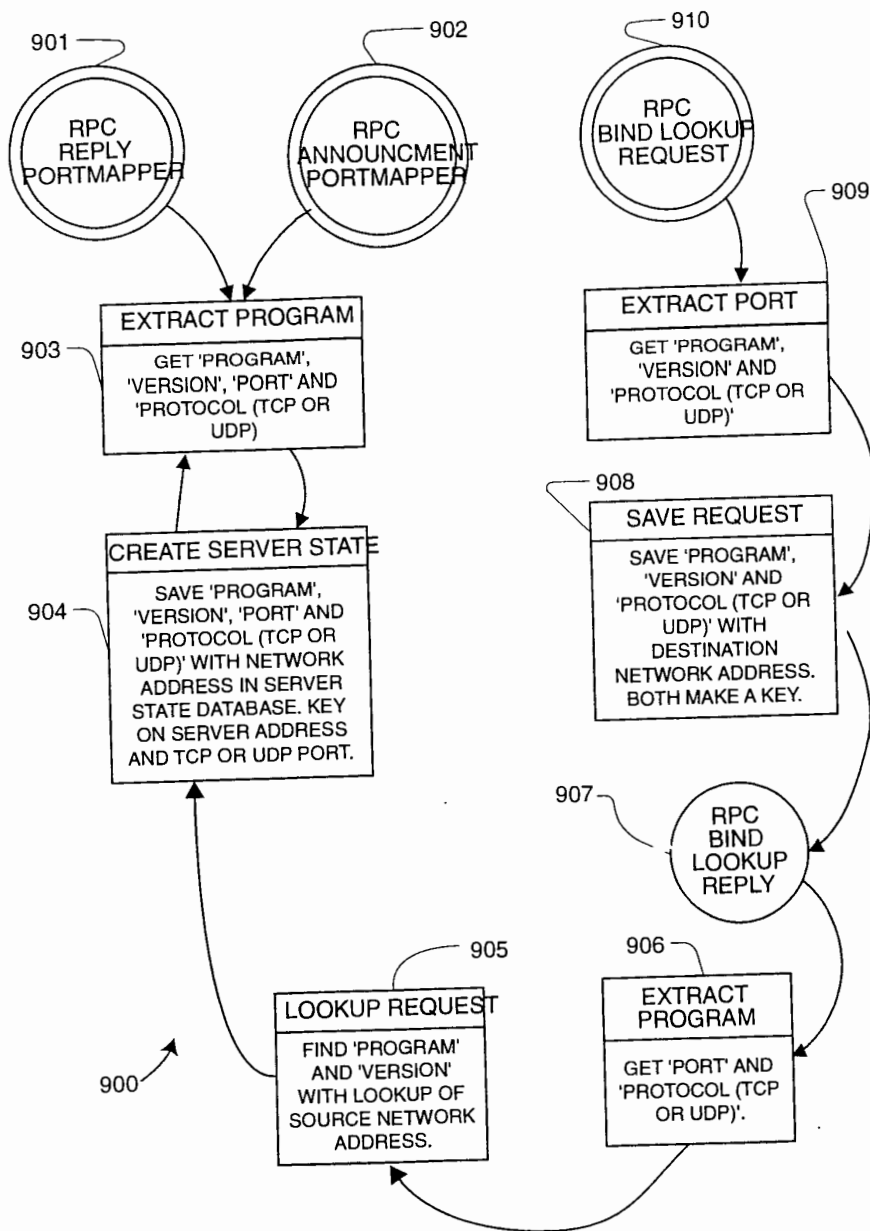 901
902
910
RPC
REPLY
PORTMAPPER
RPC
ANNOUNCMENT
PORTMAPPER
RPC
BIND LOOKUP
REQUEST
909
EXTRACT PROGRAM
GET 'PROGRAM',
'VERSION', 'PORT' AND
'PROTOCOL (TCP OR
UDP)
903
EXTRACT PORT
GET 'PROGRAM',
'VERSION' AND
'PROTOCOL (TCP OR
UDP)'
908
CREATE SERVER STATE
SAVE 'PROGRAM',
'VERSION', 'PORT' AND
'PROTOCOL (TCP OR
UDP)' WITH NETWORK
ADDRESS IN SERVER
STATE DATABASE. KEY
ON SERVER ADDRESS
AND TCP OR UDP PORT.
904
SAVE REQUEST
SAVE 'PROGRAM',
'VERSION' AND
'PROTOCOL (TCP OR
UDP)' WITH
DESTINATION
NETWORK ADDRESS.
BOTH MAKE A KEY.
907
RPC
BIND
LOOKUP
REPLY
905
906
LOOKUP REQUEST
FIND 'PROGRAM'
AND 'VERSION'
WITH LOOKUP OF
SOURCE NETWORK
ADDRESS.
EXTRACT
PROGRAM
GET 'PORT' AND
'PROTOCOL (TCP
OR UDP)'.
900